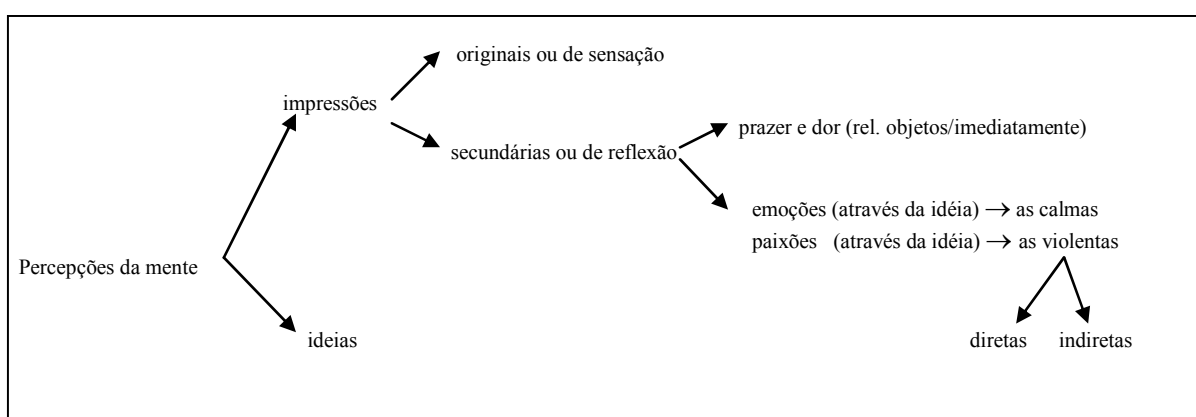 originais ou de sensação
impressões
prazer e dor (rel. objetos/imediatamente)
secundárias ou de reflexão
emoções (através da idéia) → as calmas
paixões (através da idéia) → as violentas
Percepções da mente
ideias
diretas indiretas